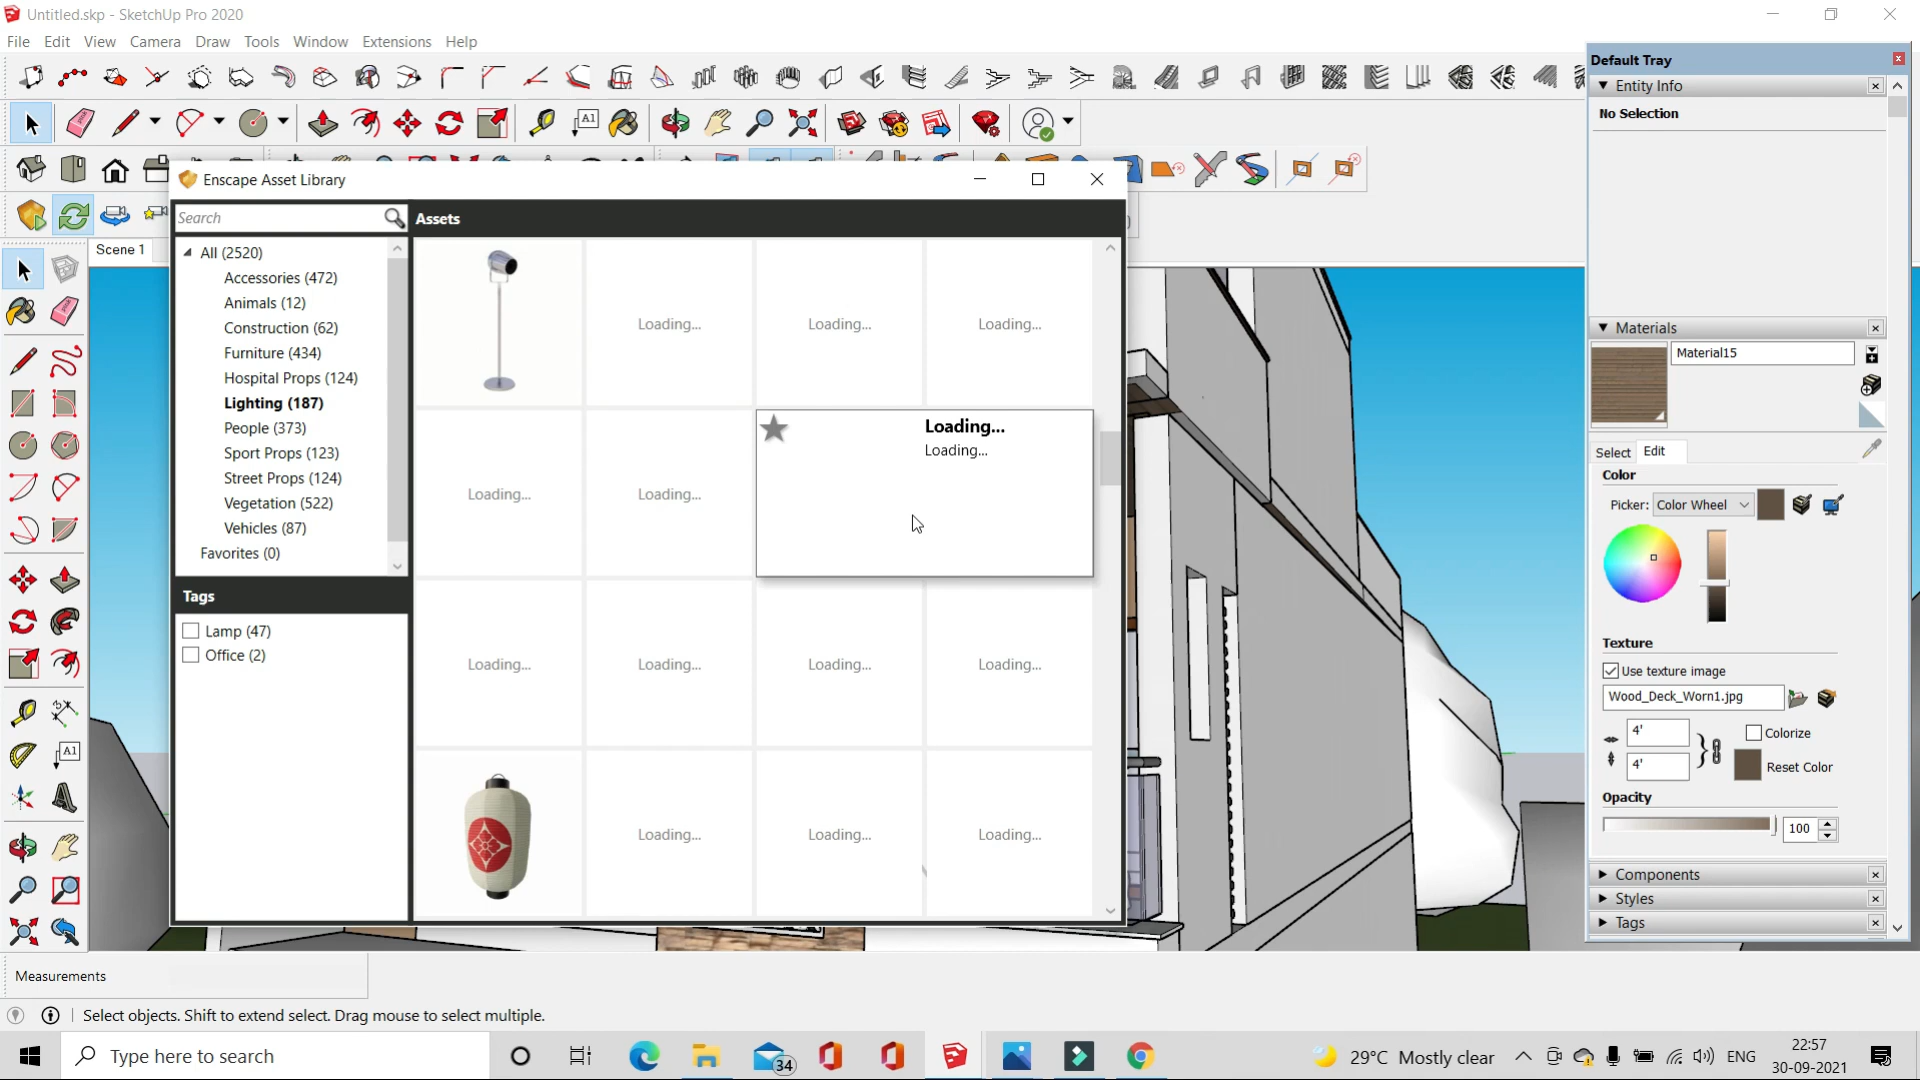 Untitled.skp - SketchUp Pro 2020
File Edit View Camera Draw Tools Window Extensions Help
Default Tray
Entity Info
No Selection
Enscape Asset Library
Search
Assets
Scene 1
All (2520)
Accessories (472)
Animals (12)
Construction (62)
Furniture (434)
Hospital Props (124)
Lighting (187)
People (373)
Sport Props (123)
Street Props (124)
Vegetation (522)
Vehicles (87)
Favorites (0)
Tags
Lamp (47)
Office (2)
Loading... Loading... Loading...
Loading... Loading... Loading...
Loading...
Loading... Loading... Loading... Loading...
Loading... Loading... Loading...
Materials
Material15
Select Edit
Color
Picker: Color Wheel
Texture
Use texture image
Wood_Deck_Worn1.jpg
4' Colorize
4' Reset Color
Opacity
100
Components
Styles
Tags
A1
A1
Measurements
Select objects. Shift to extend select. Drag mouse to select multiple.
Type here to search
34
29°C Mostly clear
ENG
22:57
30-09-2021